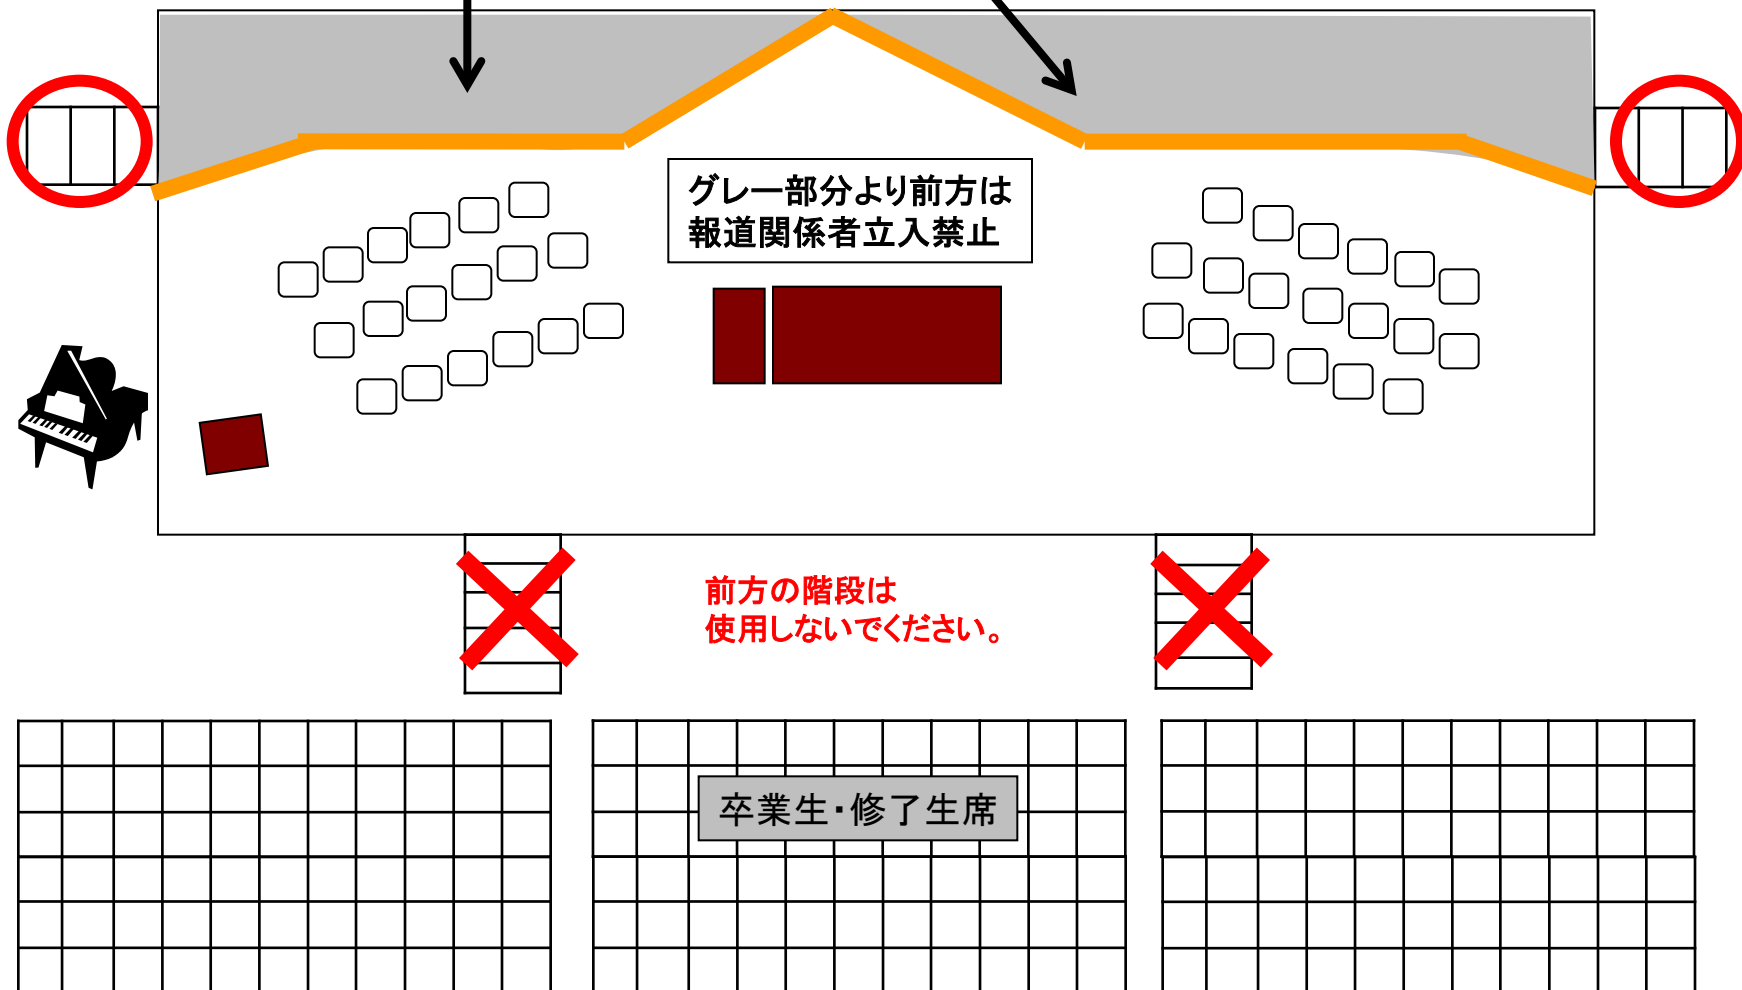 グレー部分より前方は
報道関係者立入禁止
前方の階段は
使用しないでください。
卒業生・修了生席